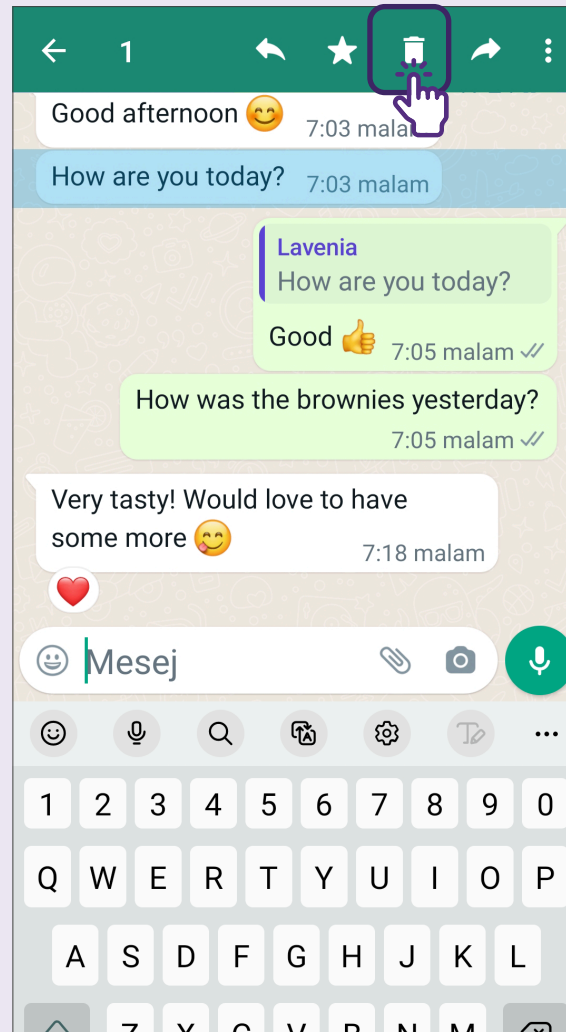 1
Good afternoon 😊 7:03 malam
How are you today? 7:03 malam
Lavenia
How are you today?
Good 👍 7:05 malam
How was the brownies yesterday?
7:05 malam
Very tasty! Would love to have
some more 😋 7:18 malam
❤️
Mesej
1 2 3 4 5 6 7 8 9 0
Q W E R T Y U I O P
A S D F G H J K L
Z X C V B N M